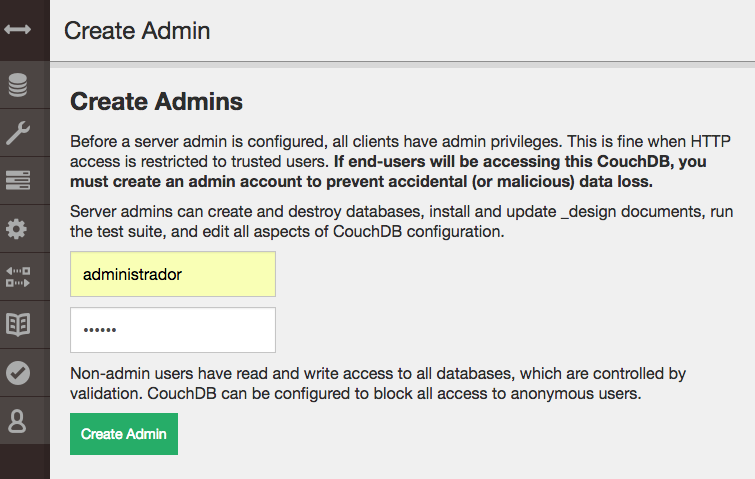 Create Admin
Create Admins
Before a server admin is configured, all clients have admin privileges. This is fine when HTTP
access is restricted to trusted users. If end-users will be accessing this CouchDB, you
must create an admin account to prevent accidental (or malicious) data loss.
Server admins can create and destroy databases, install and update _design documents, run
the test suite, and edit all aspects of CouchDB configuration.
administrador
••••••
Non-admin users have read and write access to all databases, which are controlled by
validation. CouchDB can be configured to block all access to anonymous users.
Create Admin